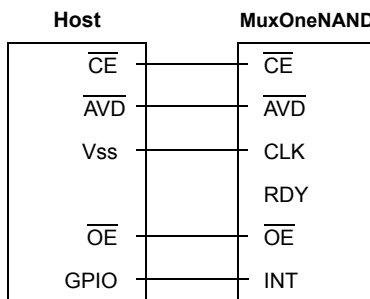 Host MuxOneNAND
CE CE
AVD AVD
Vss CLK
RDY
OE OE
GPIO INT